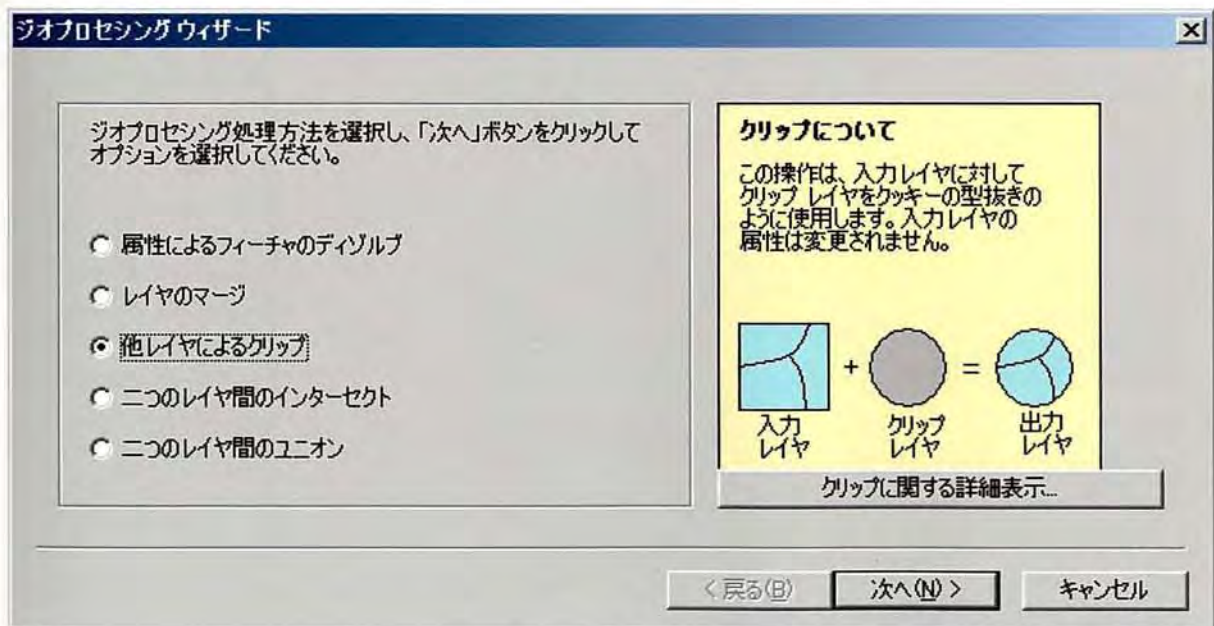 ジオプロセシング ウィザード
ジオプロセシング処理方法を選択し、「次へ」ボタンをクリックして
オプションを選択してください。
属性によるフィーチャのディゾルブ
レイヤのマージ
他レイヤによるクリップ
二つのレイヤ間のインターセクト
二つのレイヤ間のユニオン
クリップについて
この操作は、入力レイヤに対して
クリップ レイヤをクッキーの型抜きの
ように使用します。入力レイヤの
属性は変更されません。
+ =
入力
レイヤ
クリップ
レイヤ
出力
レイヤ
クリップに関する詳細表示...
< 戻る(B)
次へ(N) >
キャンセル